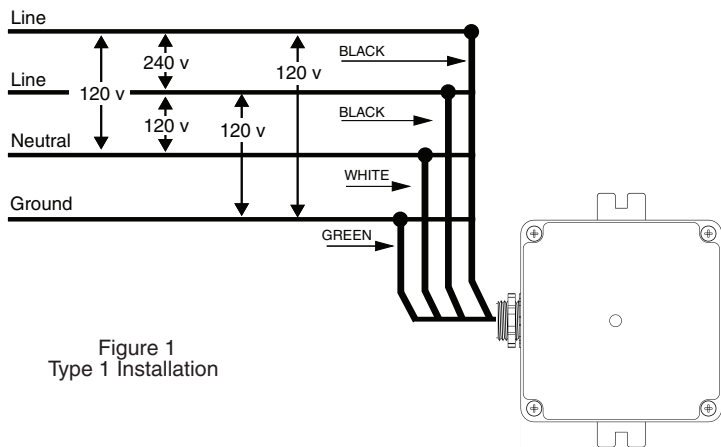 Line
BLACK
240 v
120 v
Line
120 v
BLACK
120 v
120 v
Neutral
WHITE
Ground
GREEN
Figure 1
Type 1 Installation